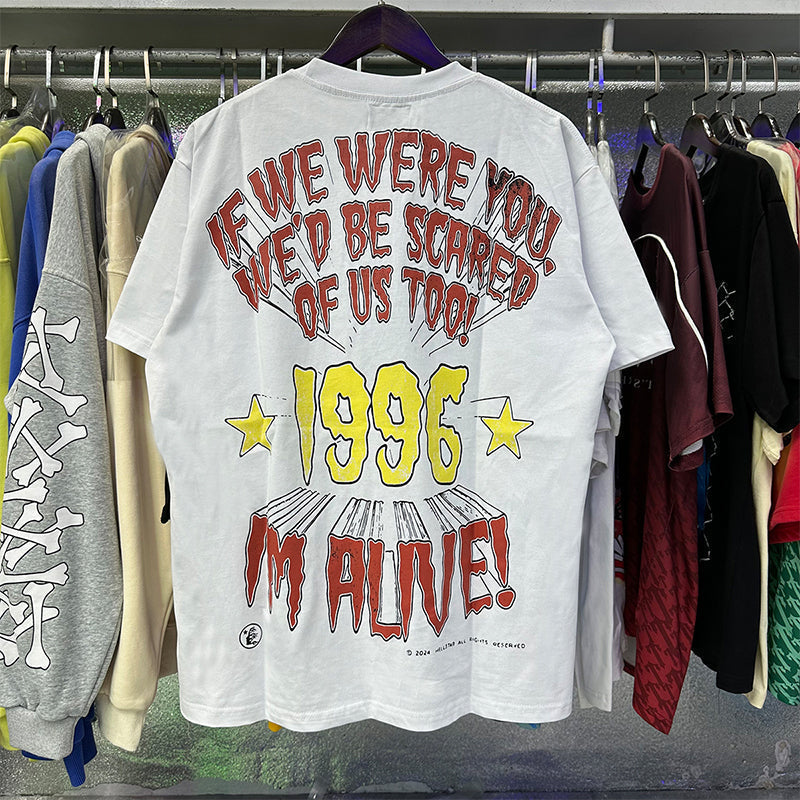 IF WE WERE YOU.
WE'D BE SCARED
OF US TOO!
1996
I'M ALIVE!
© 2024 HELLSTAR ALL RIGHTS RESERVED